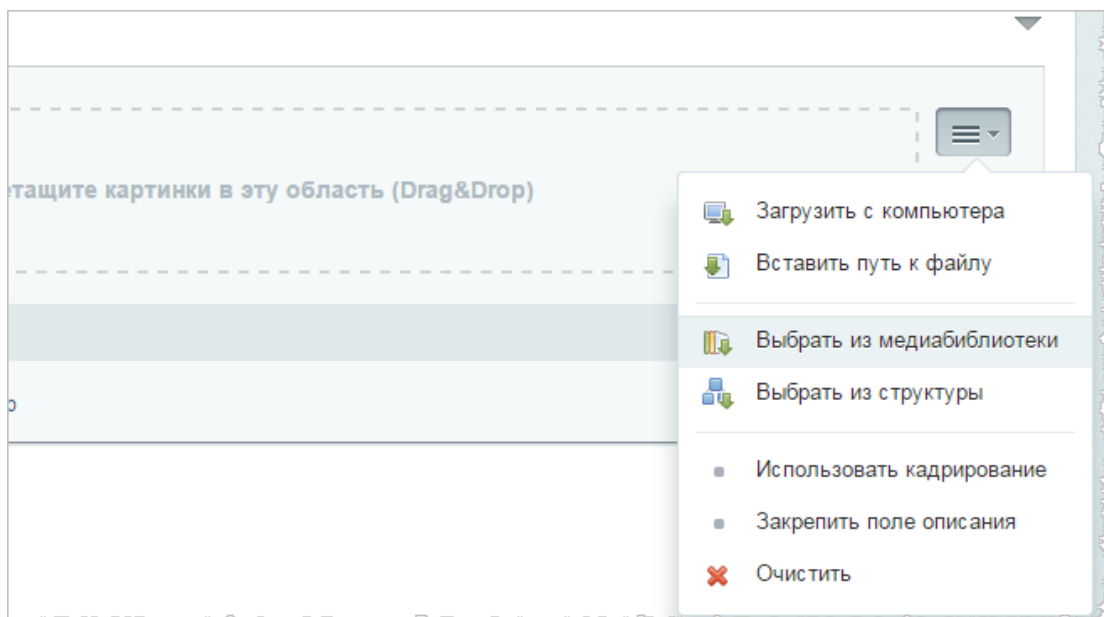 етащите картинки в эту область (Drag&Drop)
Загрузить с компьютера
Вставить путь к файлу
Выбрать из медиабиблиотеки
Выбрать из структуры
Использовать кадрирование
Закрепить поле описания
Очистить